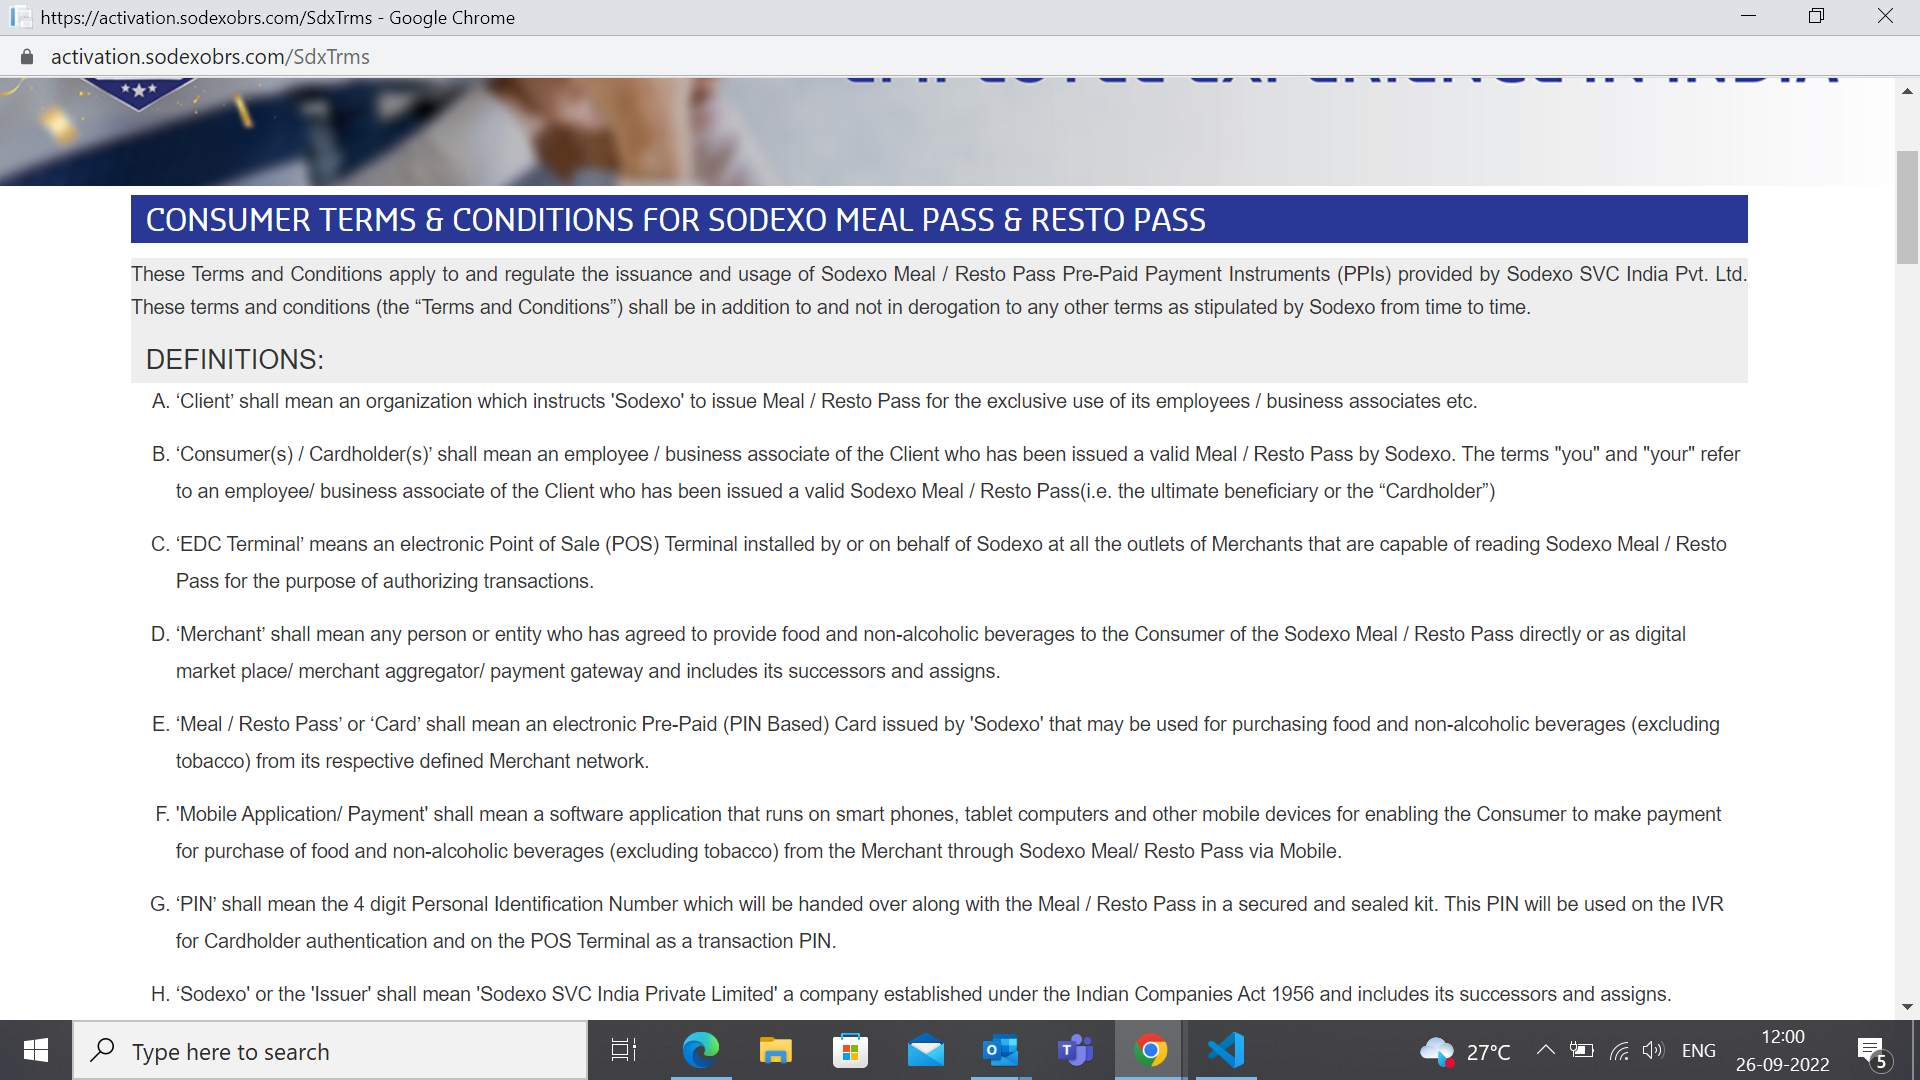 https://activation.sodexobrs.com/SdxTrms - Google Chrome
activation.sodexobrs.com/SdxTrms
EMPLOYEE EXPERIENCE IN INDIA
CONSUMER TERMS & CONDITIONS FOR SODEXO MEAL PASS & RESTO PASS
These Terms and Conditions apply to and regulate the issuance and usage of Sodexo Meal / Resto Pass Pre-Paid Payment Instruments (PPIs) provided by Sodexo SVC India Pvt. Ltd.
These terms and conditions (the “Terms and Conditions”) shall be in addition to and not in derogation to any other terms as stipulated by Sodexo from time to time.
DEFINITIONS:
A. ‘Client’ shall mean an organization which instructs 'Sodexo' to issue Meal / Resto Pass for the exclusive use of its employees / business associates etc.
B. ‘Consumer(s) / Cardholder(s)’ shall mean an employee / business associate of the Client who has been issued a valid Meal / Resto Pass by Sodexo. The terms "you" and "your" refer
to an employee/ business associate of the Client who has been issued a valid Sodexo Meal / Resto Pass(i.e. the ultimate beneficiary or the “Cardholder”)
C. ‘EDC Terminal’ means an electronic Point of Sale (POS) Terminal installed by or on behalf of Sodexo at all the outlets of Merchants that are capable of reading Sodexo Meal / Resto
Pass for the purpose of authorizing transactions.
D. ‘Merchant’ shall mean any person or entity who has agreed to provide food and non-alcoholic beverages to the Consumer of the Sodexo Meal / Resto Pass directly or as digital
market place/ merchant aggregator/ payment gateway and includes its successors and assigns.
E. ‘Meal / Resto Pass’ or ‘Card’ shall mean an electronic Pre-Paid (PIN Based) Card issued by 'Sodexo' that may be used for purchasing food and non-alcoholic beverages (excluding
tobacco) from its respective defined Merchant network.
F. 'Mobile Application/ Payment' shall mean a software application that runs on smart phones, tablet computers and other mobile devices for enabling the Consumer to make payment
for purchase of food and non-alcoholic beverages (excluding tobacco) from the Merchant through Sodexo Meal/ Resto Pass via Mobile.
G. ‘PIN’ shall mean the 4 digit Personal Identification Number which will be handed over along with the Meal / Resto Pass in a secured and sealed kit. This PIN will be used on the IVR
for Cardholder authentication and on the POS Terminal as a transaction PIN.
H. ‘Sodexo' or the 'Issuer' shall mean 'Sodexo SVC India Private Limited' a company established under the Indian Companies Act 1956 and includes its successors and assigns.
Type here to search
27°C
ENG
12:00
26-09-2022
5